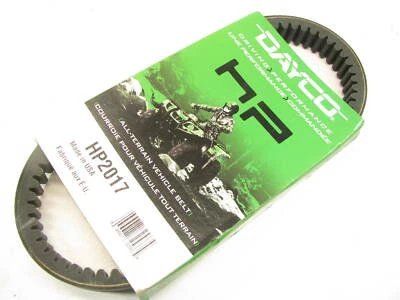 DAYCO
DRIVING PERFORMANCE
UNE PERFORMANCE COMMANDÉE
HP
(ALL-TERRAIN VEHICLE BELT)
(COURROIE POUR VÉHICULE TOUT TERRAIN)
HP2017
Made in USA
Fabriqué aux É-U